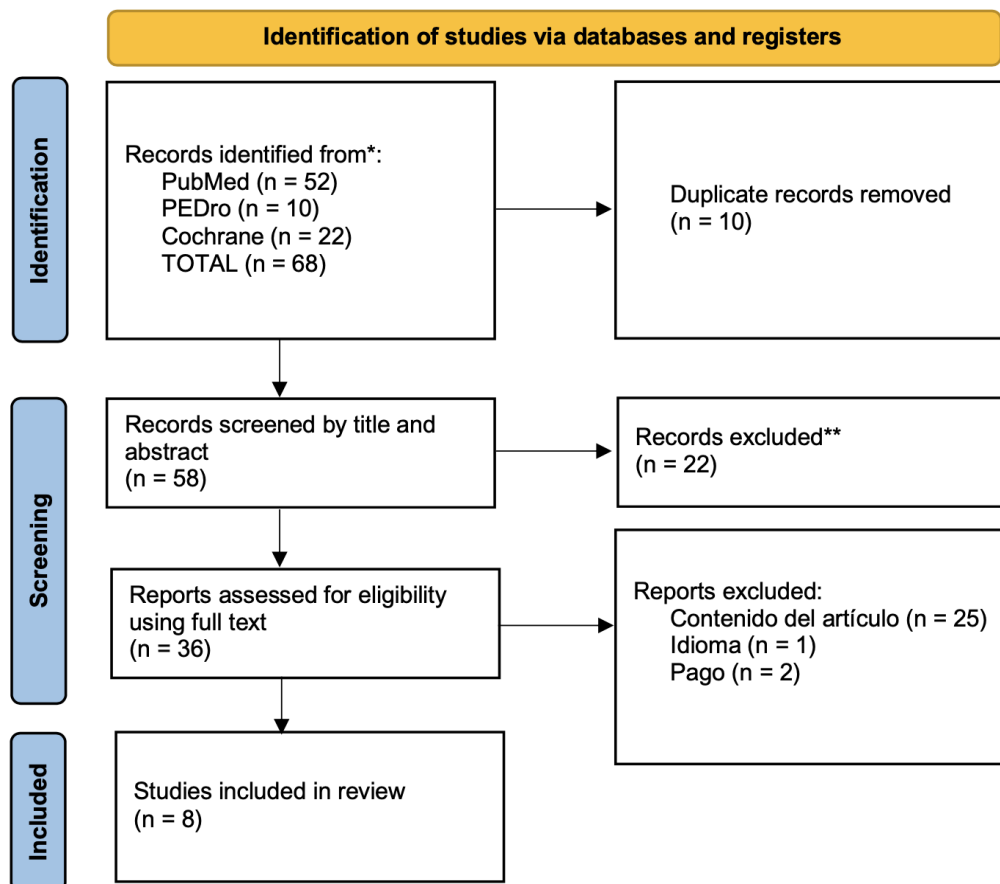 Identification of studies via databases and registers
Identification
Records identified from*:
PubMed (n = 52)
PEDro (n = 10)
Cochrane (n = 22)
TOTAL (n = 68)
Duplicate records removed
(n = 10)
Screening
Records screened by title and
abstract
(n = 58)
Records excluded**
(n = 22)
Reports assessed for eligibility
using full text
(n = 36)
Reports excluded:
Contenido del artículo (n = 25)
Idioma (n = 1)
Pago (n = 2)
Included
Studies included in review
(n = 8)